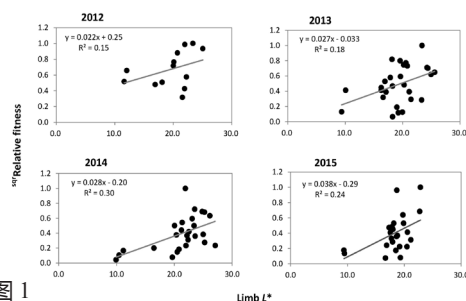 2012
y = 0.022x + 0.25
R² = 0.15
1.2
1.0
0.8
0.6
0.4
0.2
0.0
0.0 10.0 20.0 30.0
2013
y = 0.027x - 0.033
R² = 0.18
1.2
1.0
0.8
0.6
0.4
0.2
0.0
0.0 10.0 20.0 30.0
sqrRelative fitness
2014
y = 0.028x - 0.20
R² = 0.30
1.2
1.0
0.8
0.6
0.4
0.2
0.0
0.0 10.0 20.0 30.0
2015
y = 0.038x - 0.29
R² = 0.24
1.2
1.0
0.8
0.6
0.4
0.2
0.0
0.0 10.0 20.0 30.0
Limb L*
図 1